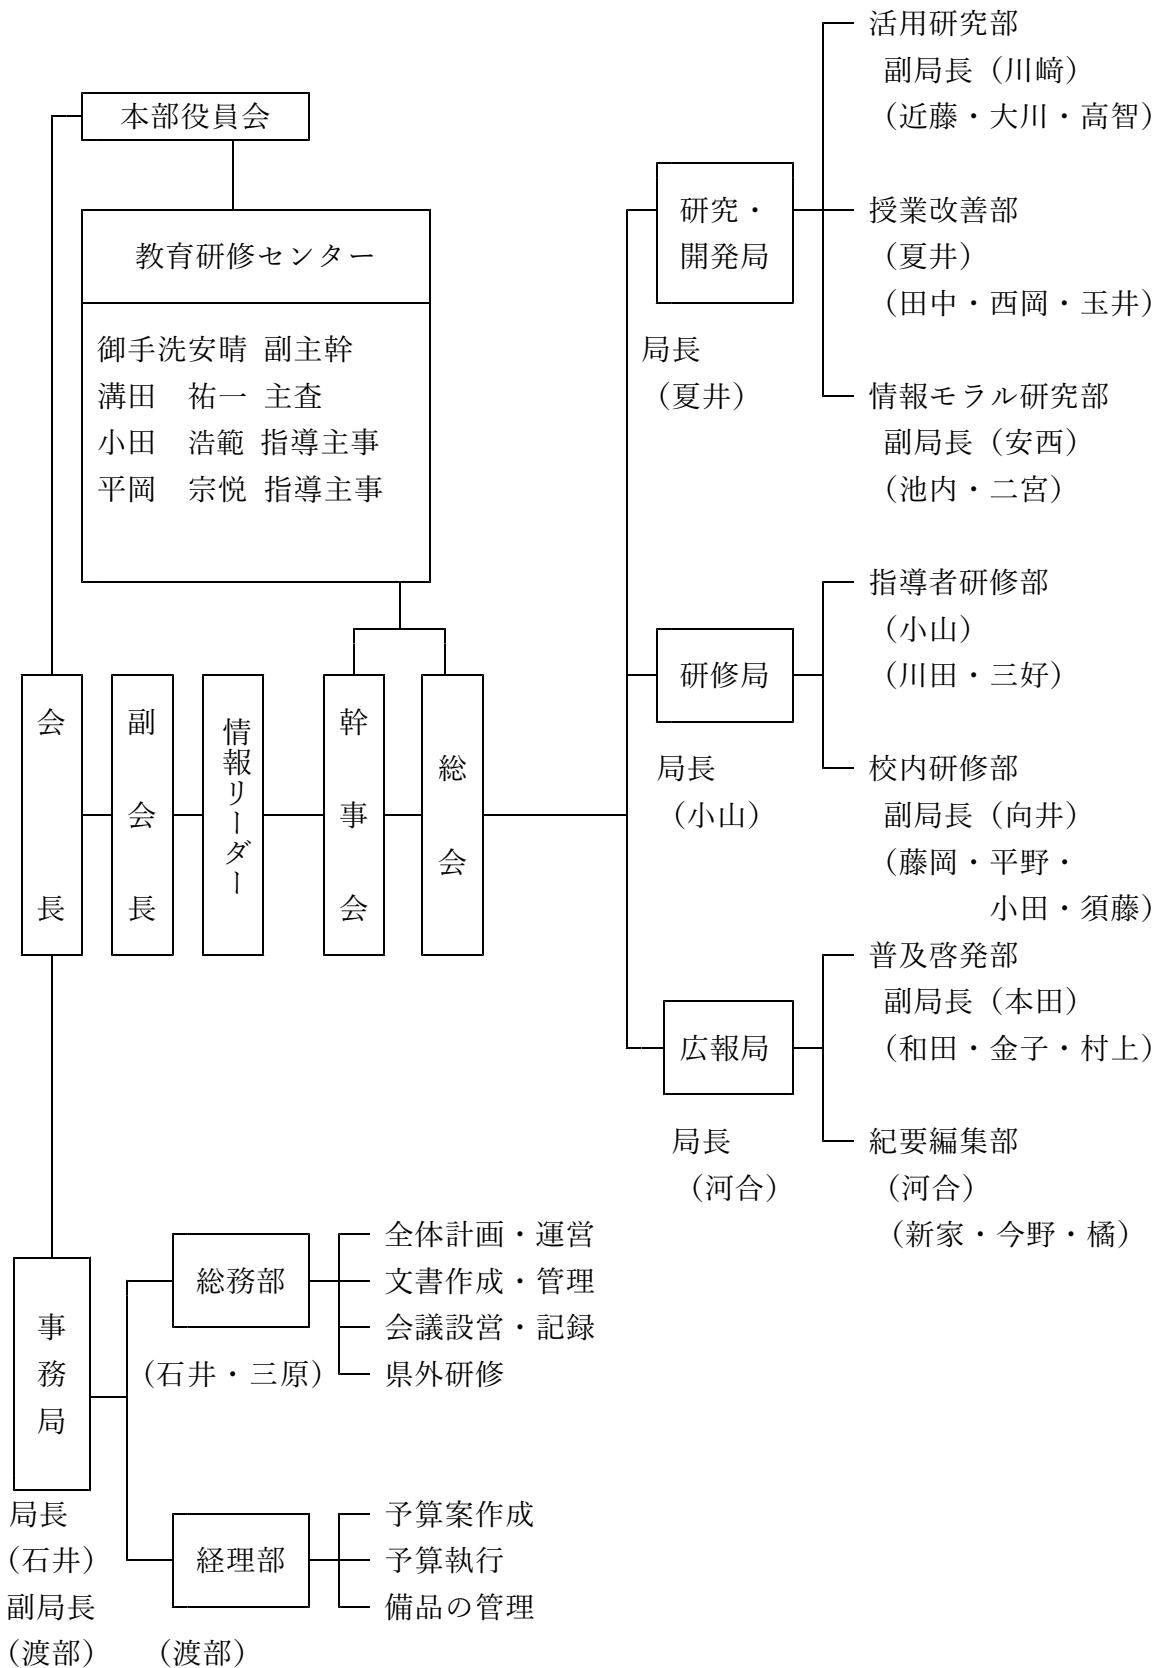 本部役員会
教育研修センター
御手洗安晴 副主幹
溝田　祐一 主査
小田　浩範 指導主事
平岡　宗悦 指導主事
会長
副会長
情報リーダー
幹事会
総会
研究・
開発局
局長
（夏井）
活用研究部
副局長（川﨑）
（近藤・大川・高智）
授業改善部
（夏井）
（田中・西岡・玉井）
情報モラル研究部
副局長（安西）
（池内・二宮）
研修局
局長
（小山）
指導者研修部
（小山）
（川田・三好）
校内研修部
副局長（向井）
（藤岡・平野・
小田・須藤）
広報局
局長
（河合）
普及啓発部
副局長（本田）
（和田・金子・村上）
紀要編集部
（河合）
（新家・今野・橘）
事務局
局長
（石井）
副局長
（渡部）
総務部
（石井・三原）
全体計画・運営
文書作成・管理
会議設営・記録
県外研修
経理部
（渡部）
予算案作成
予算執行
備品の管理